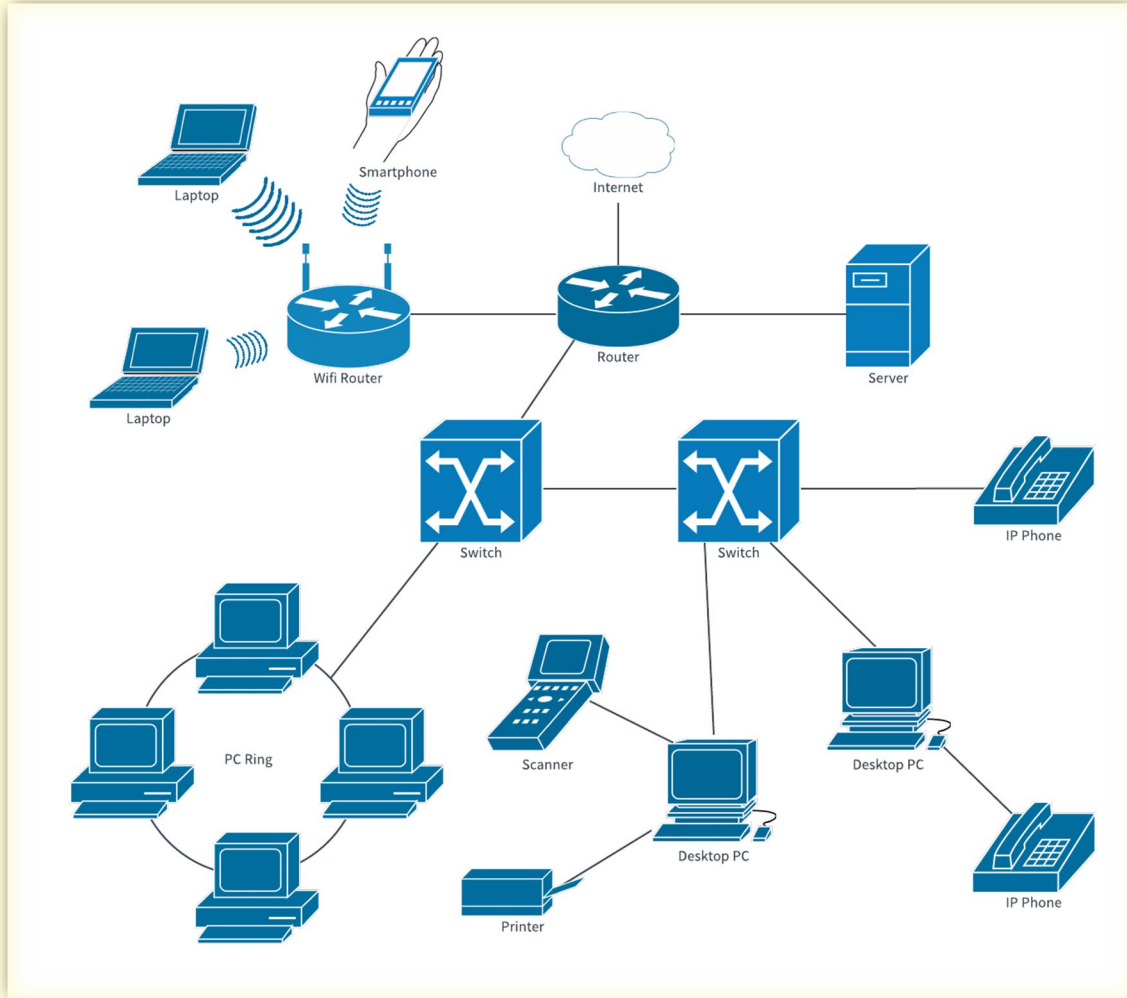 Smartphone
Laptop
Internet
Wifi Router
Router
Server
Laptop
Switch
Switch
IP Phone
PC Ring
Scanner
Desktop PC
Desktop PC
IP Phone
Printer